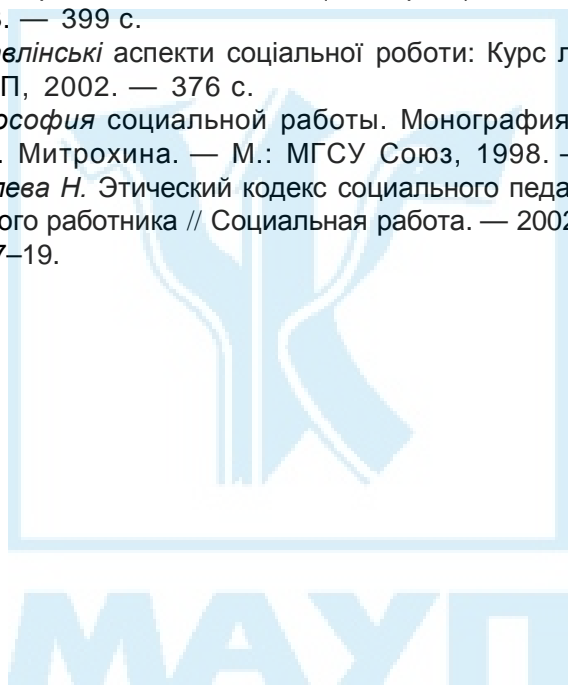 . — 399 с.
влінські аспекти соціальної роботи: Курс л
П, 2002. — 376 с.
ософия социальной работы. Монография
. Митрохина. — М.: МГСУ Союз, 1998. –
лева Н. Этический кодекс социального педа
ого работника // Социальная работа. — 2002
7–19.
МАУП